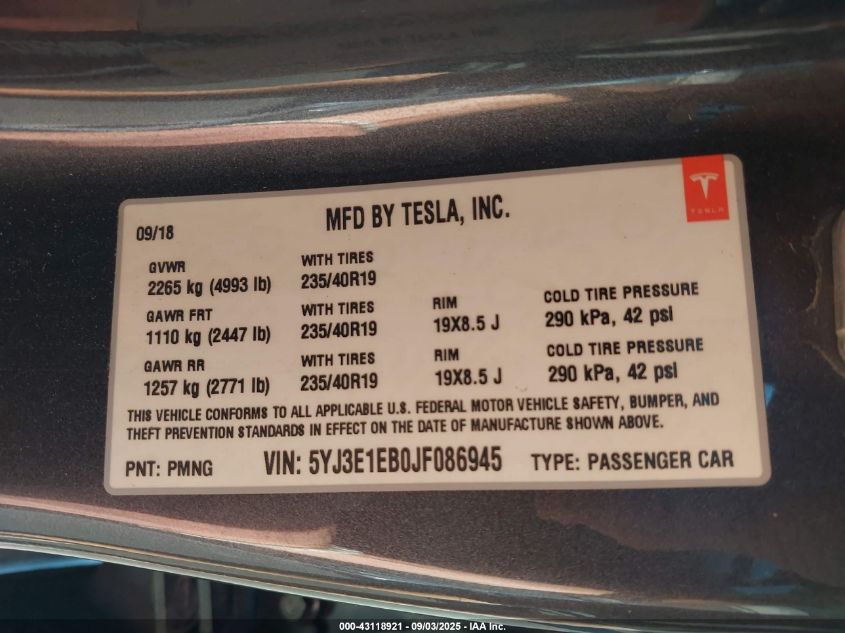 09/18
MFD BY TESLA, INC.
TESLA
GVWR
2265 kg (4993 lb)
WITH TIRES
235/40R19
GAWR FRT
1110 kg (2447 lb)
WITH TIRES
235/40R19
RIM
19X8.5 J
COLD TIRE PRESSURE
290 kPa, 42 psi
GAWR RR
1257 kg (2771 lb)
WITH TIRES
235/40R19
RIM
19X8.5 J
COLD TIRE PRESSURE
290 kPa, 42 psi
THIS VEHICLE CONFORMS TO ALL APPLICABLE U.S. FEDERAL MOTOR VEHICLE SAFETY, BUMPER, AND
THEFT PREVENTION STANDARDS IN EFFECT ON THE DATE OF MANUFACTURE SHOWN ABOVE.
PNT: PMNG
VIN: 5YJ3E1EB0JF086945
TYPE: PASSENGER CAR
000-43118921 - 09/03/2025 - IAA Inc.